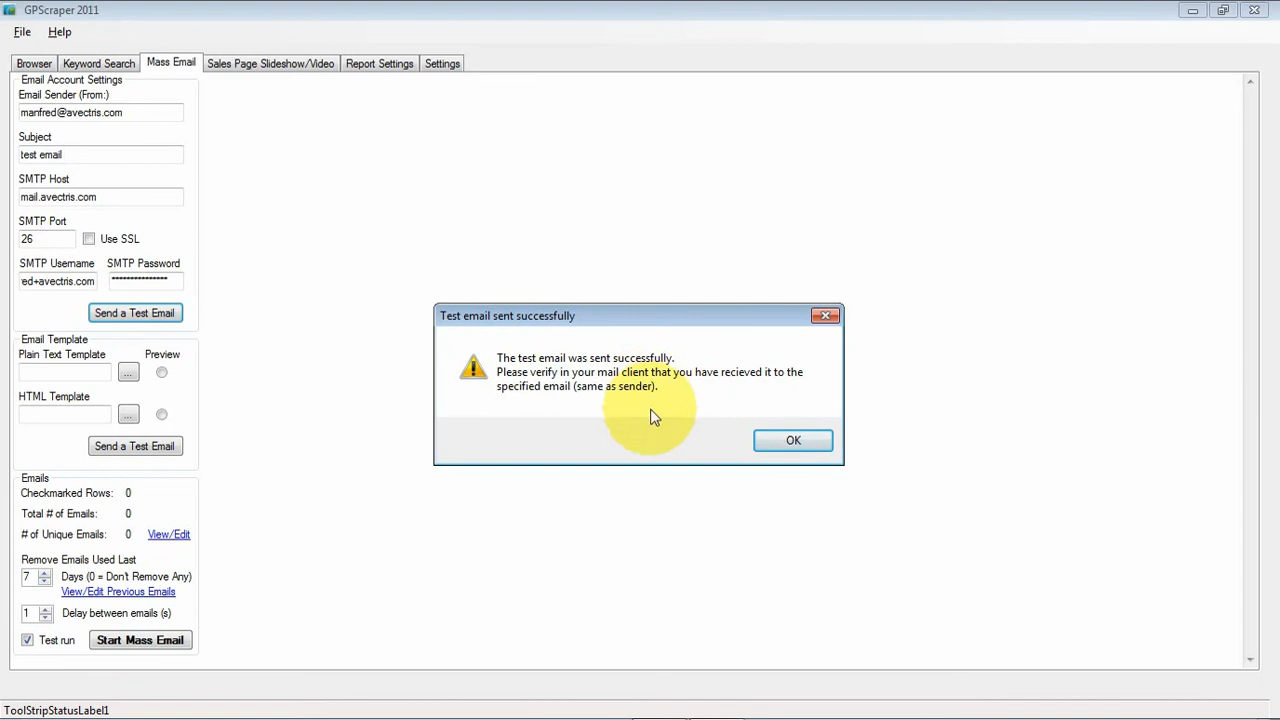 GPScraper 2011
File Help
Browser Keyword Search Mass Email Sales Page Slideshow/Video Report Settings Settings
Email Account Settings
Email Sender (From:)
manfred@avectris.com
Subject
test email
SMTP Host
mail.avectris.com
SMTP Port
26 Use SSL
SMTP Username SMTP Password
ed+avectris.com ***************
Send a Test Email
Email Template
Plain Text Template Preview
...
HTML Template
...
Send a Test Email
Emails
Checkmarked Rows: 0
Total # of Emails: 0
# of Unique Emails: 0 View/Edit
Remove Emails Used Last
7 Days (0 = Don't Remove Any)
View/Edit Previous Emails
1 Delay between emails (s)
Test run Start Mass Email
Test email sent successfully
The test email was sent successfully.
Please verify in your mail client that you have recieved it to the
specified email (same as sender).
OK
ToolStripStatusLabel1